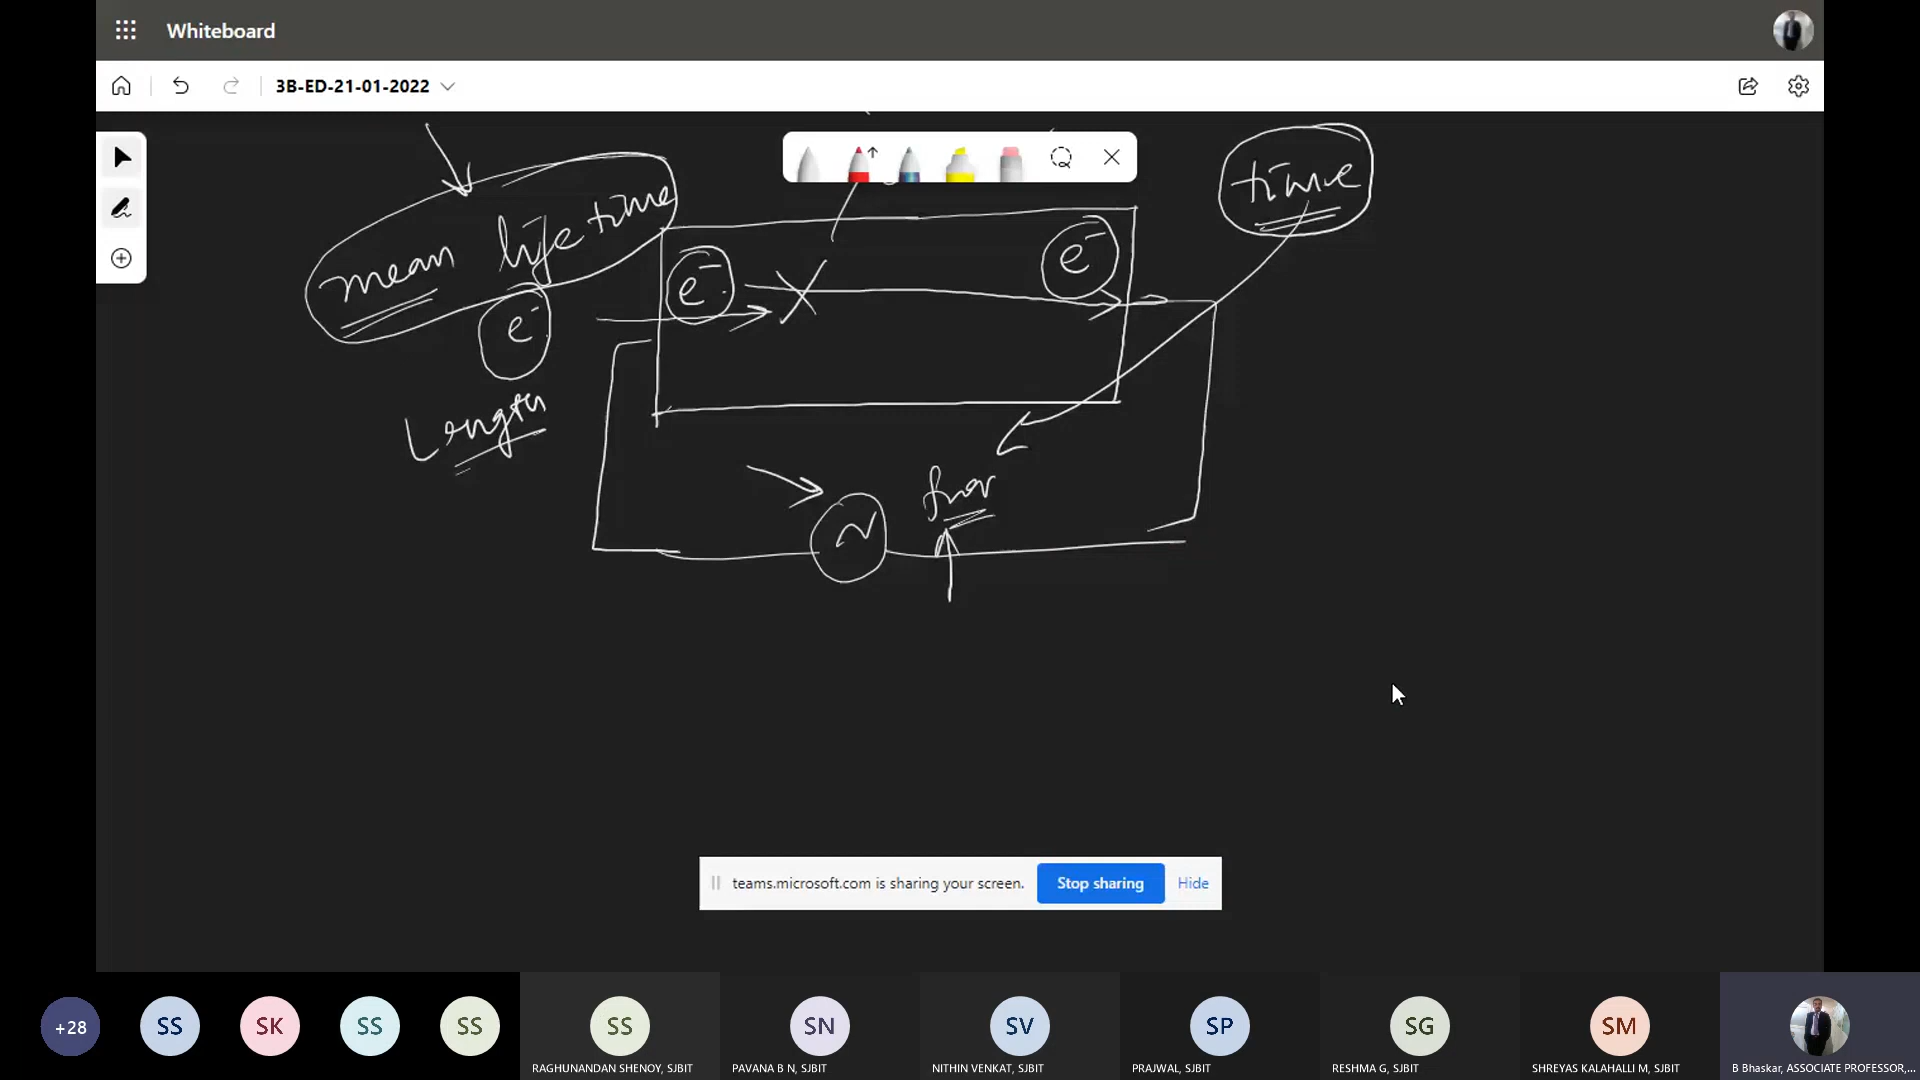 Whiteboard
3B-ED-21-01-2022
time
mean life time
e⁻
e⁻
e⁻
Length
~
teams.microsoft.com is sharing your screen.
Stop sharing
Hide
+28
SS
SK
SS
SS
SS
SN
SV
SP
SG
SM
RAGHUNANDAN SHENOY, SJBIT
PAVANA B N, SJBIT
NITHIN VENKAT, SJBIT
PRAJWAL, SJBIT
RESHMA G, SJBIT
SHREYAS KALAHALLI M, SJBIT
B Bhaskar, ASSOCIATE PROFESSOR,...